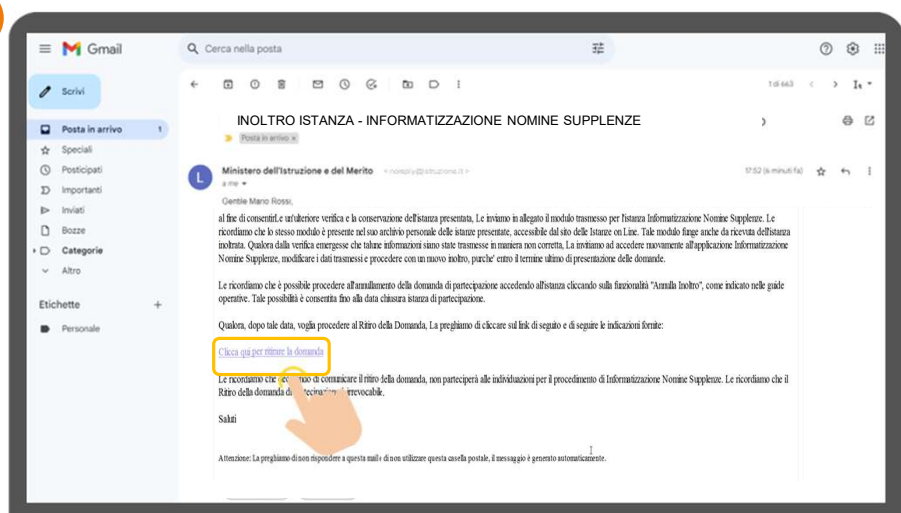 Gmail
Cerca nella posta
Scrivi
1 di 663
INOLTRO ISTANZA - INFORMATIZZAZIONE NOMINE SUPPLENZE
Posta in arrivo 1
Posta in arrivo x
Speciali
Posticipati
Importanti
Inviati
Bozze
Categorie
Altro
Etichette +
Personale
L
Ministero dell'Istruzione e del Merito <noreply@istruzione.it> 17:52 (6 minuti fa)
a me
Gentile Mario Rossi,
al fine di consentirLe un'ulteriore verifica e la conservazione dell'istanza presentata, Le inviamo in allegato il modulo trasmesso per l'istanza Informatizzazione Nomine Supplenze. Le
ricordiamo che lo stesso modulo è presente nel suo archivio personale delle istanze presentate, accessibile dal sito delle Istanze on Line. Tale modulo funge anche da ricevuta dell'istanza
inoltrata. Qualora dalla verifica emergesse che talune informazioni siano state trasmesse in maniera non corretta, La invitiamo ad accedere nuovamente all'applicazione Informatizzazione
Nomine Supplenze, modificare i dati trasmessi e procedere con un nuovo inoltro, purche' entro il termine ultimo di presentazione delle domande.
Le ricordiamo che è possibile procedere all'annullamento della domanda di partecipazione accedendo all'istanza cliccando sulla funzionalità "Annulla Inoltro", come indicato nelle guide
operative. Tale possibilità è consentita fino alla data chiusura istanza di partecipazione.
Qualora, dopo tale data, voglia procedere al Ritiro della Domanda, La preghiamo di cliccare sul link di seguito e di seguire le indicazioni fornite:
Clicca qui per ritirare la domanda
Le ricordiamo che di comunicare il ritiro della domanda, non parteciperà alle individuazioni per il procedimento di Informatizzazione Nomine Supplenze. Le ricordiamo che il
Ritiro della domanda di irrevocabile.
Saluti
Attenzione: La preghiamo di non rispondere a questa mail e di non utilizzare questa casella postale, il messaggio è generato automaticamente.